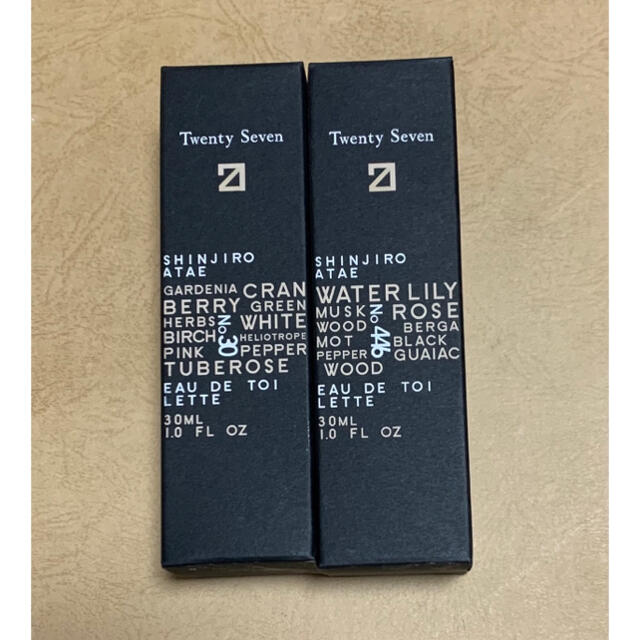 Twenty Seven
SHINJIRO
ATAE
GARDENIA CRAN
BERRY GREEN
HERBS No.30 WHITE
BIRCH HELIOTROPE
PINK PEPPER
TUBEROSE
EAU DE TOI
LETTE
30ML
1.0 FL OZ
Twenty Seven
SHINJIRO
ATAE
WATER LILY
MUSK No.446 ROSE
WOOD BERGA
MOT BLACK
PEPPER GUAIAC
WOOD
EAU DE TOI
LETTE
30ML
1.0 FL OZ